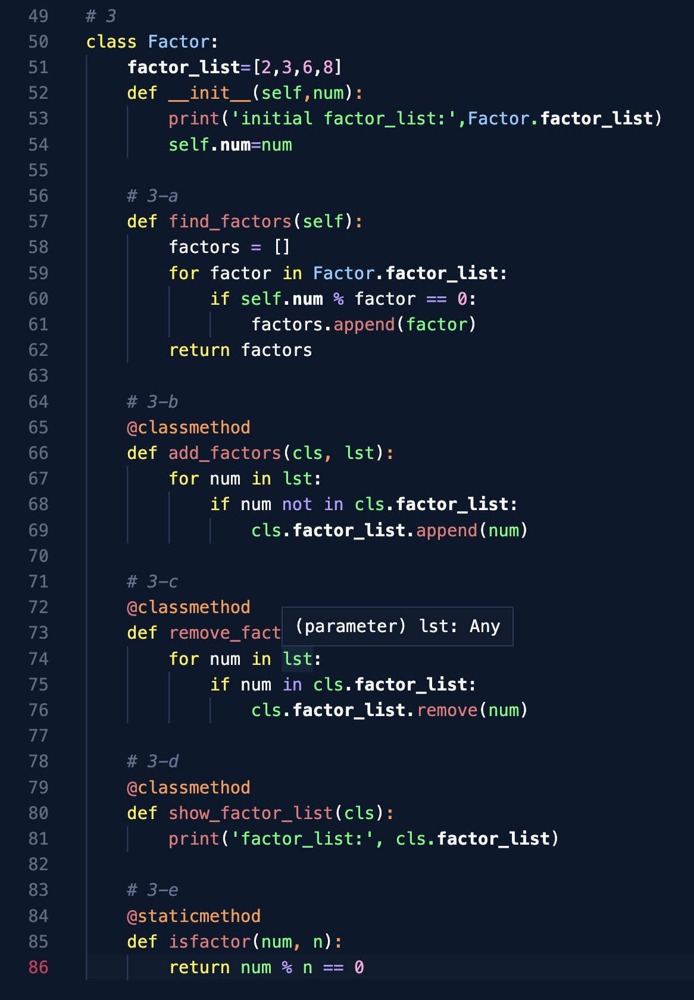 49 # 3
50 class Factor:
51     factor_list=[2,3,6,8]
52     def __init__(self,num):
53         print('initial factor_list:',Factor.factor_list)
54         self.num=num
55
56     # 3-a
57     def find_factors(self):
58         factors = []
59         for factor in Factor.factor_list:
60             if self.num % factor == 0:
61                 factors.append(factor)
62         return factors
63
64     # 3-b
65     @classmethod
66     def add_factors(cls, lst):
67         for num in lst:
68             if num not in cls.factor_list:
69                 cls.factor_list.append(num)
70
71     # 3-c
72     @classmethod
(parameter) lst: Any
73     def remove_fact
74         for num in lst:
75             if num in cls.factor_list:
76                 cls.factor_list.remove(num)
77
78     # 3-d
79     @classmethod
80     def show_factor_list(cls):
81         print('factor_list:', cls.factor_list)
82
83     # 3-e
84     @staticmethod
85     def isfactor(num, n):
86         return num % n == 0